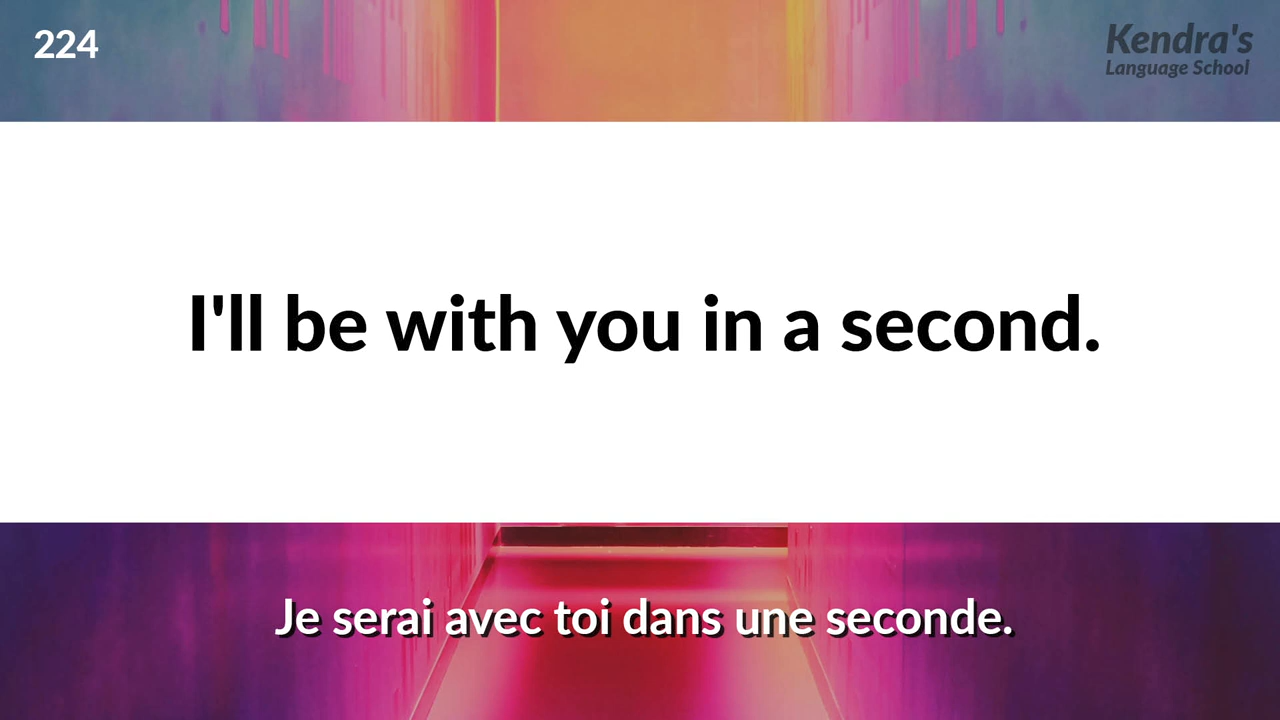 224
Kendra's
Language School
I'll be with you in a second.
Je serai avec toi dans une seconde.